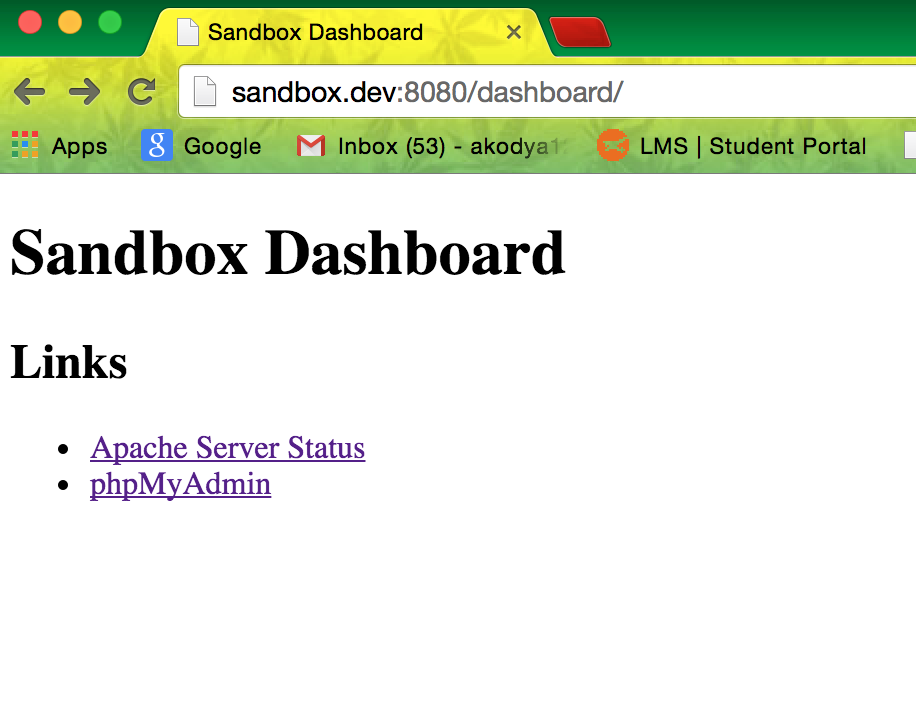 Sandbox Dashboard
sandbox.dev:8080/dashboard/
Apps Google Inbox (53) - akodya1 LMS | Student Portal
Sandbox Dashboard
Links
Apache Server Status
phpMyAdmin